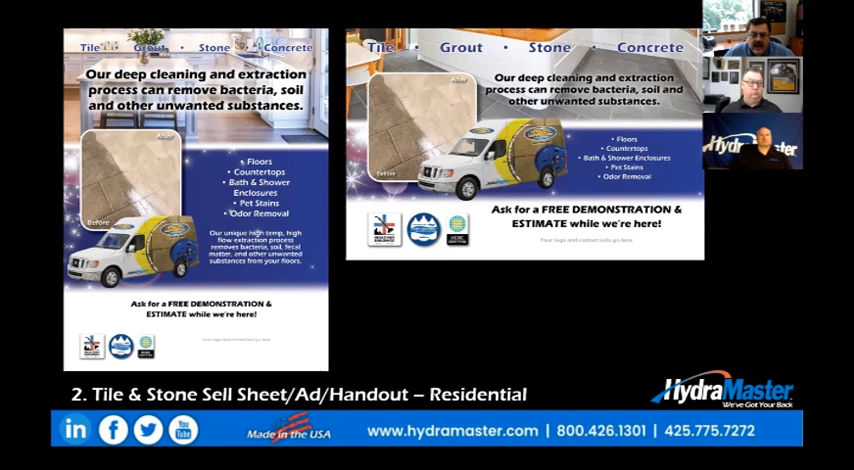 Tile • Grout • Stone • Concrete
Our deep cleaning and extraction
process can remove bacteria, soil
and other unwanted substances.
After
Before
• Floors
• Countertops
• Bath & Shower
Enclosures
• Pet Stains
• Odor Removal
Our unique high temp, high
flow extraction process
removes bacteria, soil, fecal
matter, and other unwanted
substances from your floors.
Ask for a FREE DEMONSTRATION &
ESTIMATE while we're here!
Tile • Grout • Stone • Concrete
Our deep cleaning and extraction
process can remove bacteria, soil and
other unwanted substances.
After
Before
• Floors
• Countertops
• Bath & Shower Enclosures
• Pet Stains
• Odor Removal
Ask for a FREE DEMONSTRATION &
ESTIMATE while we're here!
Your logo and contact info go here
HydraMaster
2. Tile & Stone Sell Sheet/Ad/Handout – Residential
HydraMaster
We've Got Your Back
in
f
You
Tube
Made in the USA
www.hydramaster.com | 800.426.1301 | 425.775.7272